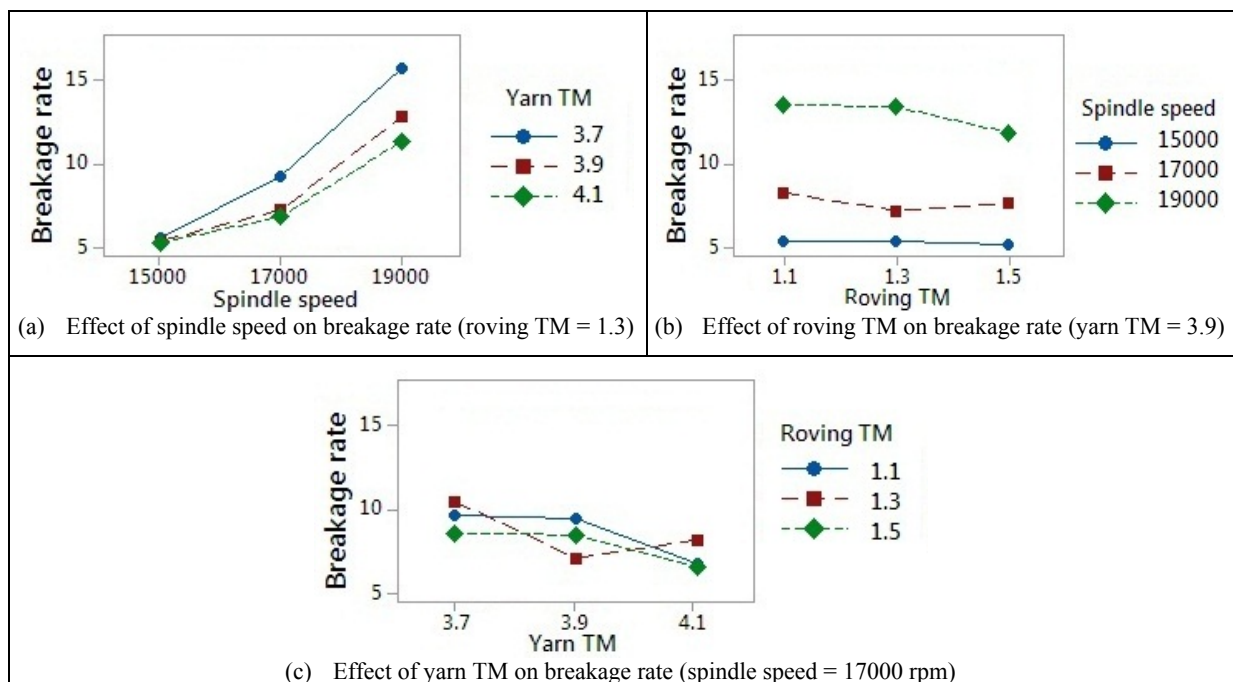 Breakage rate
15
10
5
15000 17000 19000
Spindle speed
Yarn TM
3.7
3.9
4.1
(a) Effect of spindle speed on breakage rate (roving TM = 1.3)
Breakage rate
15
10
5
1.1 1.3 1.5
Roving TM
Spindle speed
15000
17000
19000
(b) Effect of roving TM on breakage rate (yarn TM = 3.9)
Breakage rate
15
10
5
3.7 3.9 4.1
Yarn TM
Roving TM
1.1
1.3
1.5
(c) Effect of yarn TM on breakage rate (spindle speed = 17000 rpm)